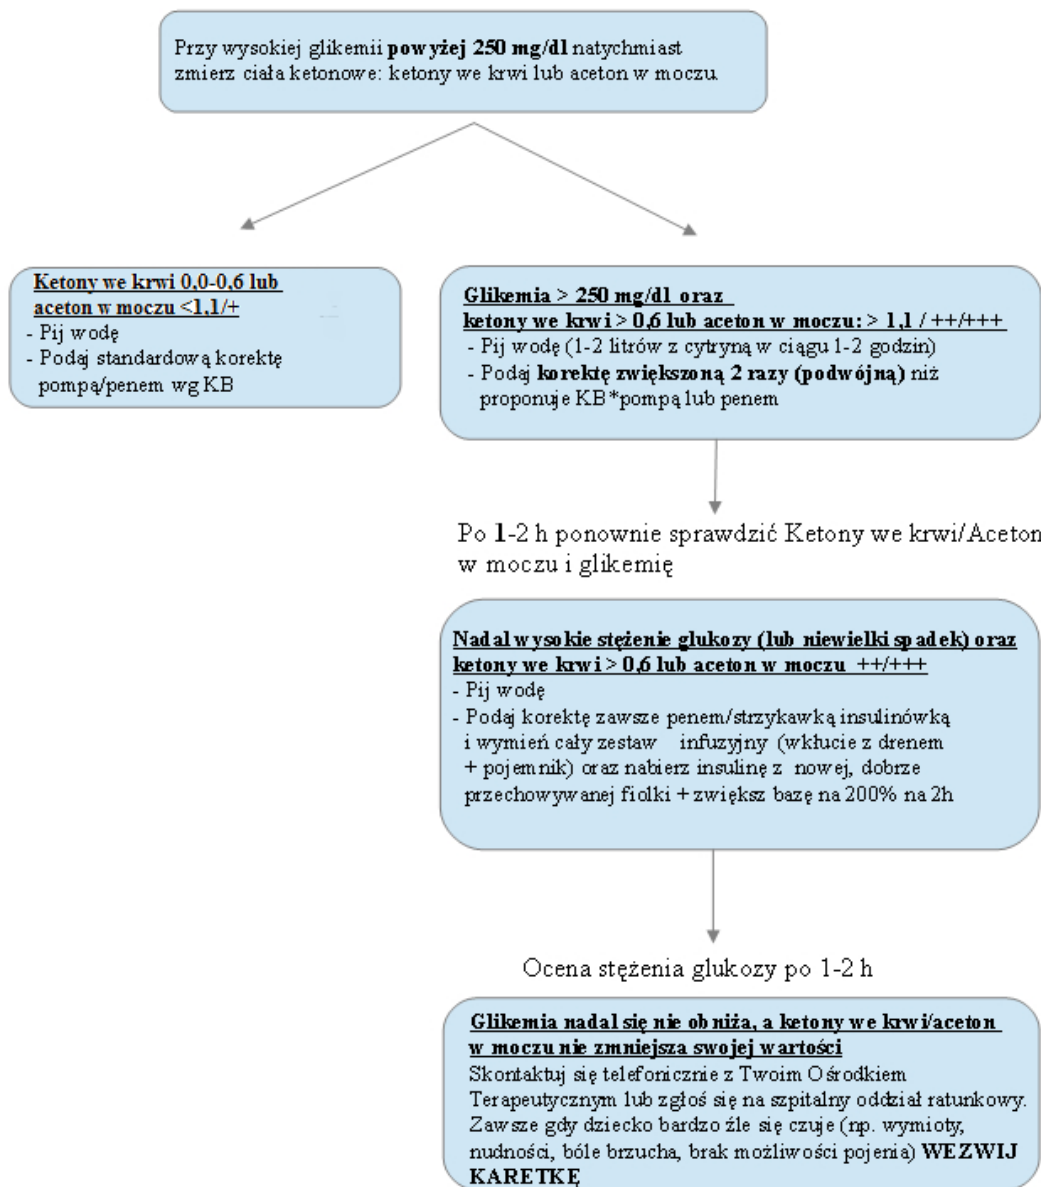 Przy wysokiej glikemii powyżej 250 mg/dl natychmiast
zmierz ciała ketonowe: ketony we krwi lub aceton w moczu
Ketony we krwi 0,0-0,6 lub
aceton w moczu <1,1/+
- Pij wodę
- Podaj standardową korektę
pompą/penem wg KB
Glikemia > 250 mg/dl oraz
ketony we krwi > 0,6 lub aceton w moczu: > 1,1 / ++/+++
- Pij wodę (1-2 litrów z cytryną w ciągu 1-2 godzin)
- Podaj korektę zwiększoną 2 razy (podwójną) niż
proponuje KB*pompą lub penem
Po 1-2 h ponownie sprawdzić Ketony we krwi/Aceton
w moczu i glikemię
Nadal wysokie stężenie glukozy (lub niewielki spadek) oraz
ketony we krwi > 0,6 lub aceton w moczu ++/+++
- Pij wodę
- Podaj korektę zawsze penem/strzykawką insulinówką
i wymień cały zestaw infuzyjny (wkłucie z drenem
+ pojemnik) oraz nabierz insulinę z nowej, dobrze
przechowywanej fiolki + zwiększ bazę na 200% na 2h
Ocena stężenia glukozy po 1-2 h
Glikemia nadal się nie obniża, a ketony we krwi/aceton
w moczu nie zmniejsza swojej wartości
Skontaktuj się telefonicznie z Twoim Ośrodkiem
Terapeutycznym lub zgłoś się na szpitalny oddział ratunkowy.
Zawsze gdy dziecko bardzo źle się czuje (np. wymioty,
nudności, bóle brzucha, brak możliwości pojenia) WEZWIJ
KARETKĘ